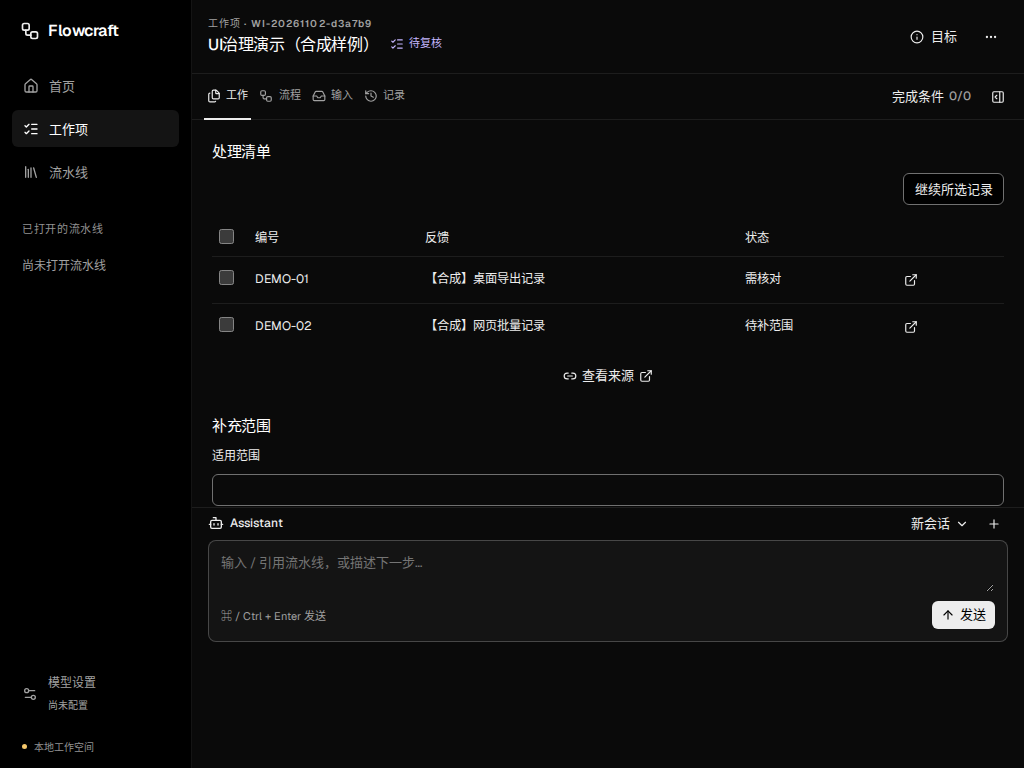 Flowcraft
首页
工作项
流水线
已打开的流水线
尚未打开流水线
模型设置
尚未配置
本地工作空间
工作项 · WI-20261102-d3a7b9
UI治理演示（合成样例）
待复核
目标
工作
流程
输入
记录
完成条件 0/0
处理清单
继续所选记录
编号 反馈 状态
DEMO-01 【合成】桌面导出记录 需核对
DEMO-02 【合成】网页批量记录 待补范围
查看来源
补充范围
适用范围
Assistant
新会话
输入 / 引用流水线，或描述下一步…
⌘ / Ctrl + Enter 发送
发送